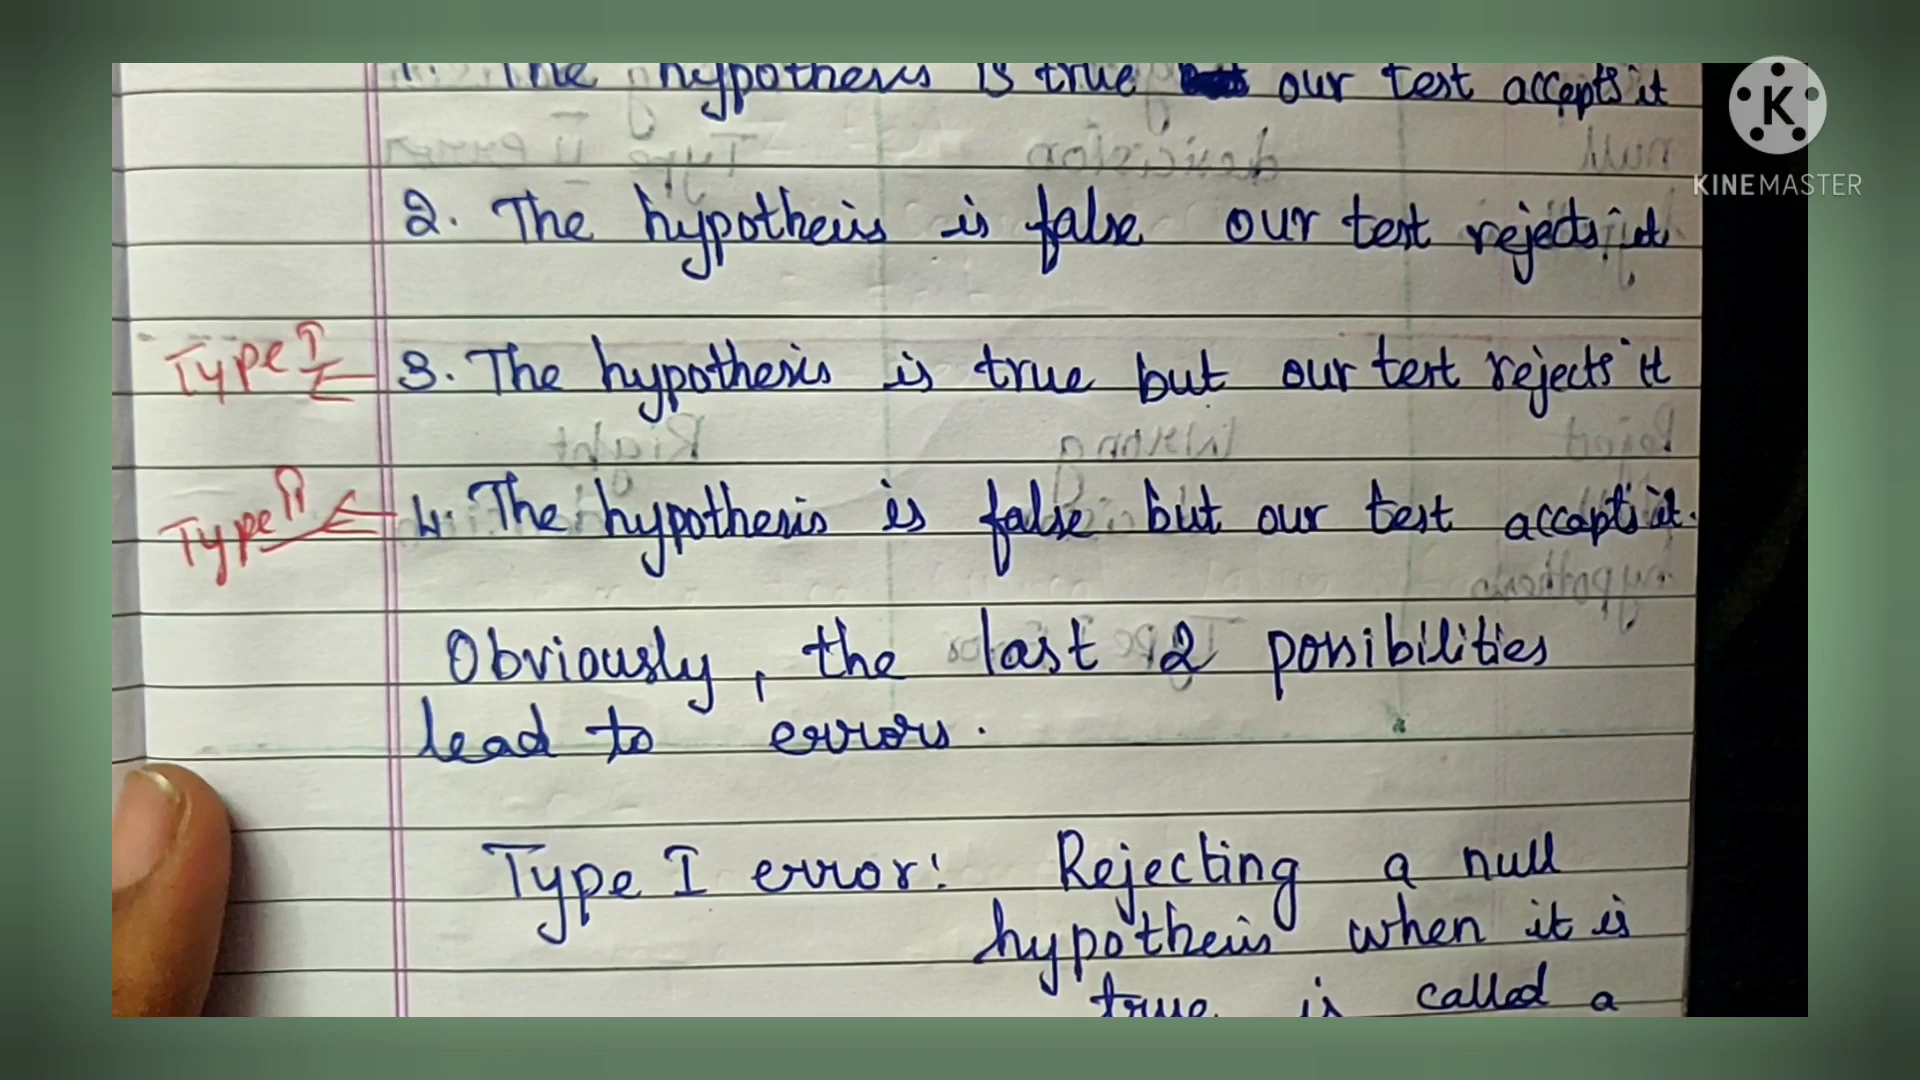 1. The hypothesis is true our test accepts it
2. The hypothesis is false our test rejects it.
Type I 3. The hypothesis is true but our test rejects it
Type II 4. The hypothesis is false but our test accepts it.
Obviously, the last 2 possibilities
lead to errors.
Type I error: Rejecting a null
hypothesis when it is
true is called a
K
KINEMASTER